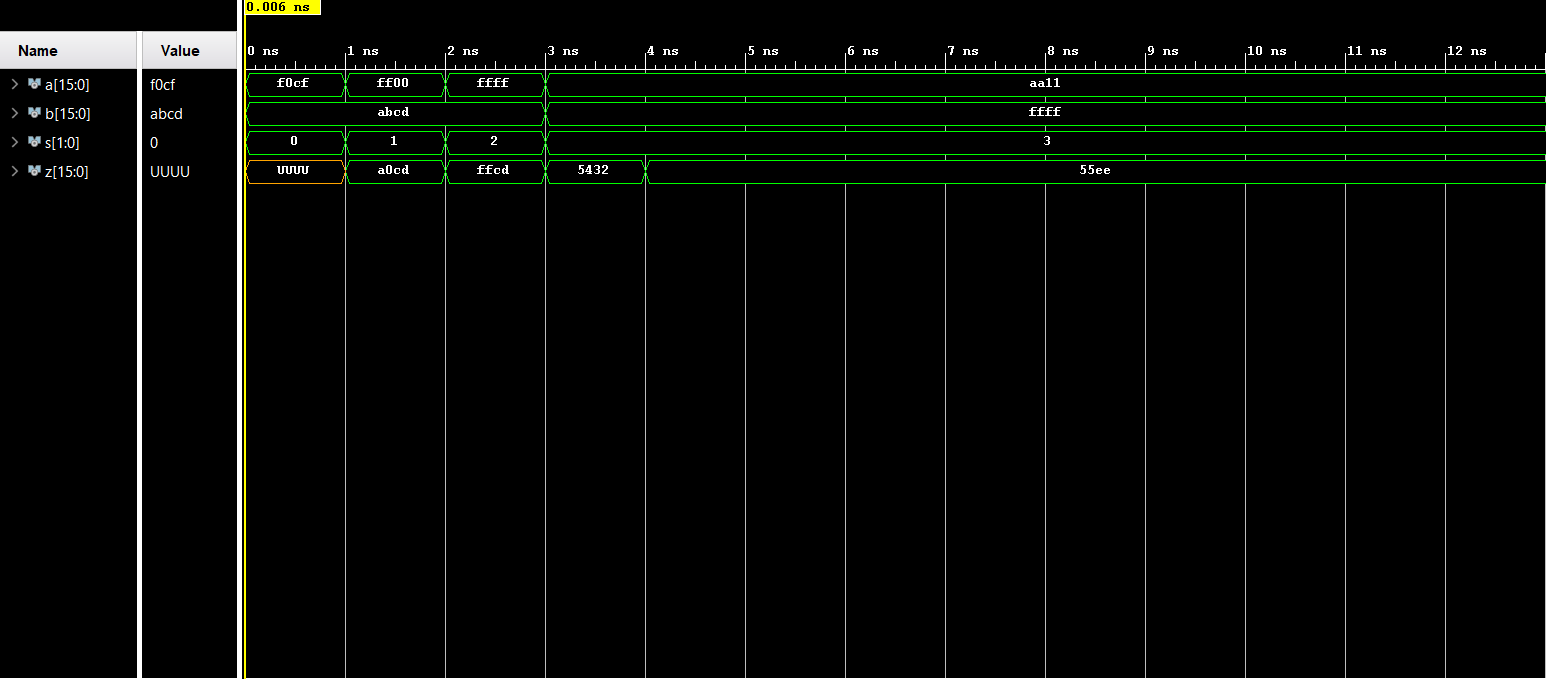 0.006 ns
Name Value
0 ns 1 ns 2 ns 3 ns 4 ns 5 ns 6 ns 7 ns 8 ns 9 ns 10 ns 11 ns 12 ns
a[15:0] f0cf f0cf ff00 ffff aa11
b[15:0] abcd abcd ffff
s[1:0] 0 0 1 2 3
z[15:0] UUUU UUUU a0cd ffcd 5432 55ee